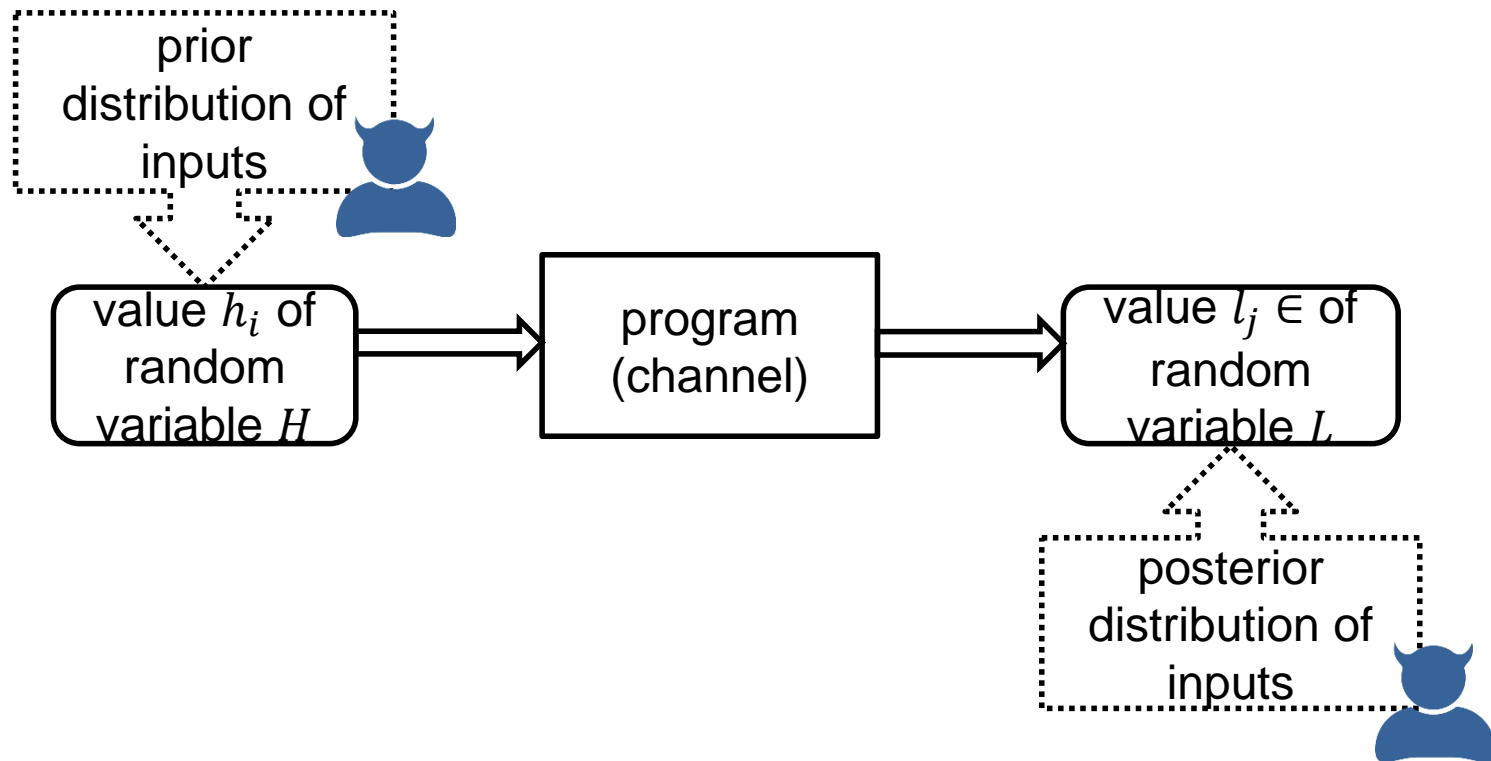 prior
distribution of
inputs
value hᵢ of
random
variable H
program
(channel)
value lⱼ ∈ of
random
variable L
posterior
distribution of
inputs